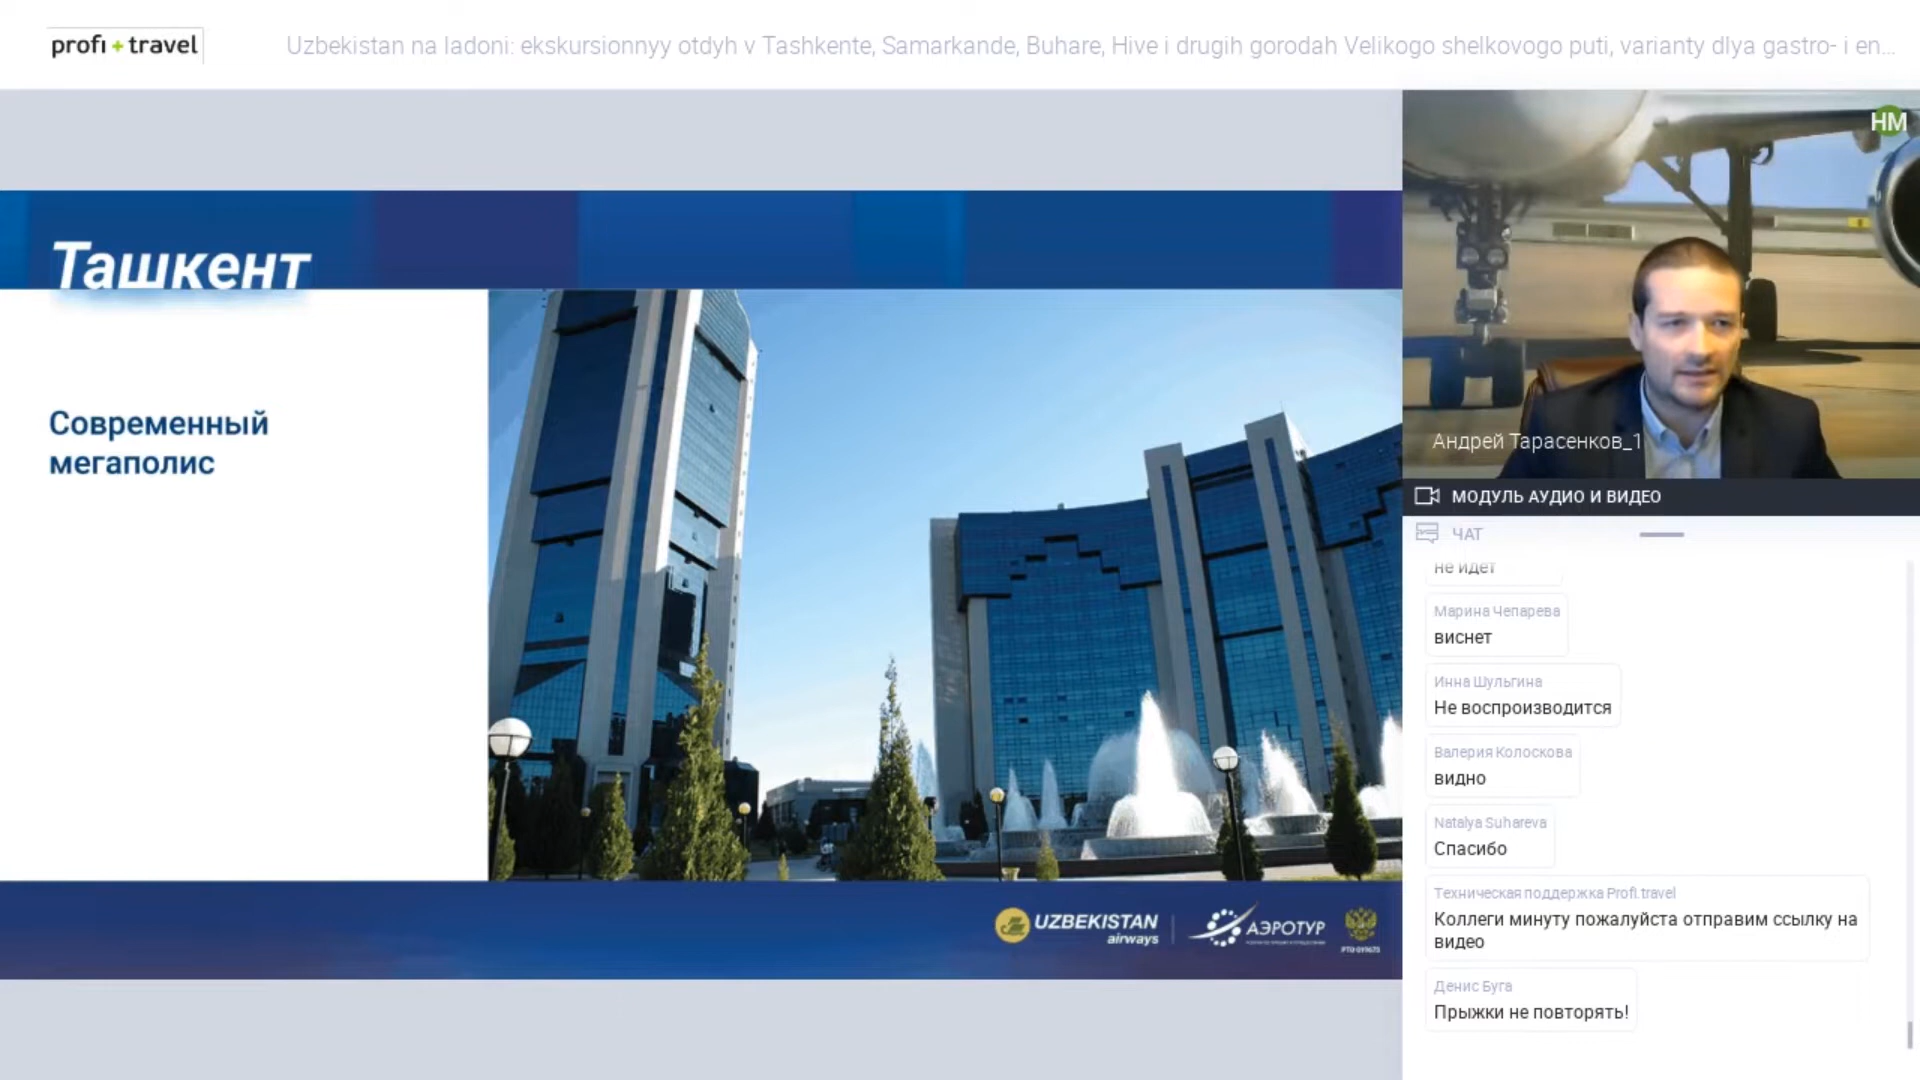 profi + travel
Uzbekistan na ladoni: ekskursionnyy otdyh v Tashkente, Samarkande, Buhare, Hive i drugih gorodah Velikogo shelkovogo puti, varianty dlya gastro- i en...
Ташкент
Современный
мегаполис
UZBEKISTAN
airways
АЭРОТУР
HM
Андрей Тарасенков_1
МОДУЛЬ АУДИО И ВИДЕО
ЧАТ
не идет
Марина Чепарева
виснет
Инна Шульгина
Не воспроизводится
Валерия Колоскова
видно
Natalya Suhareva
Спасибо
Техническая поддержка Profi.travel
Коллеги минуту пожалуйста отправим ссылку на
видео
Денис Буга
Прыжки не повторять!